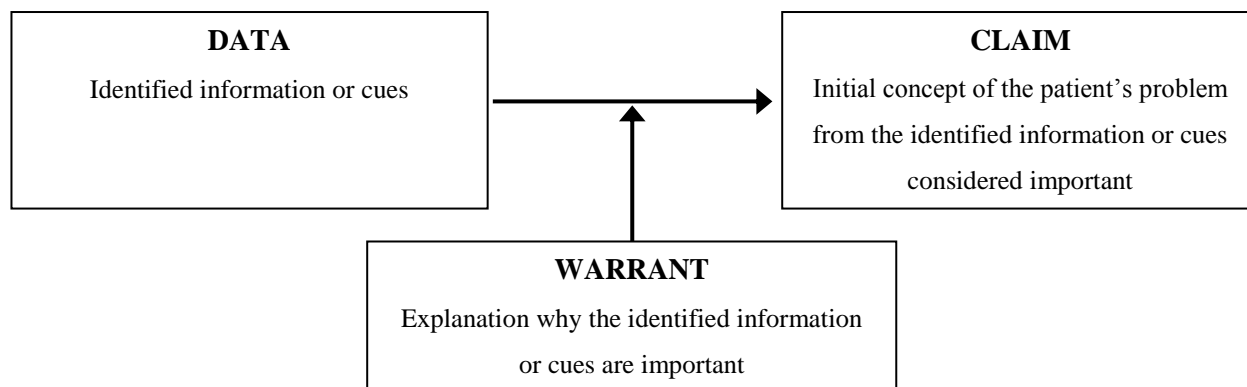 DATA
Identified information or cues
CLAIM
Initial concept of the patient’s problem
from the identified information or cues
considered important
WARRANT
Explanation why the identified information
or cues are important